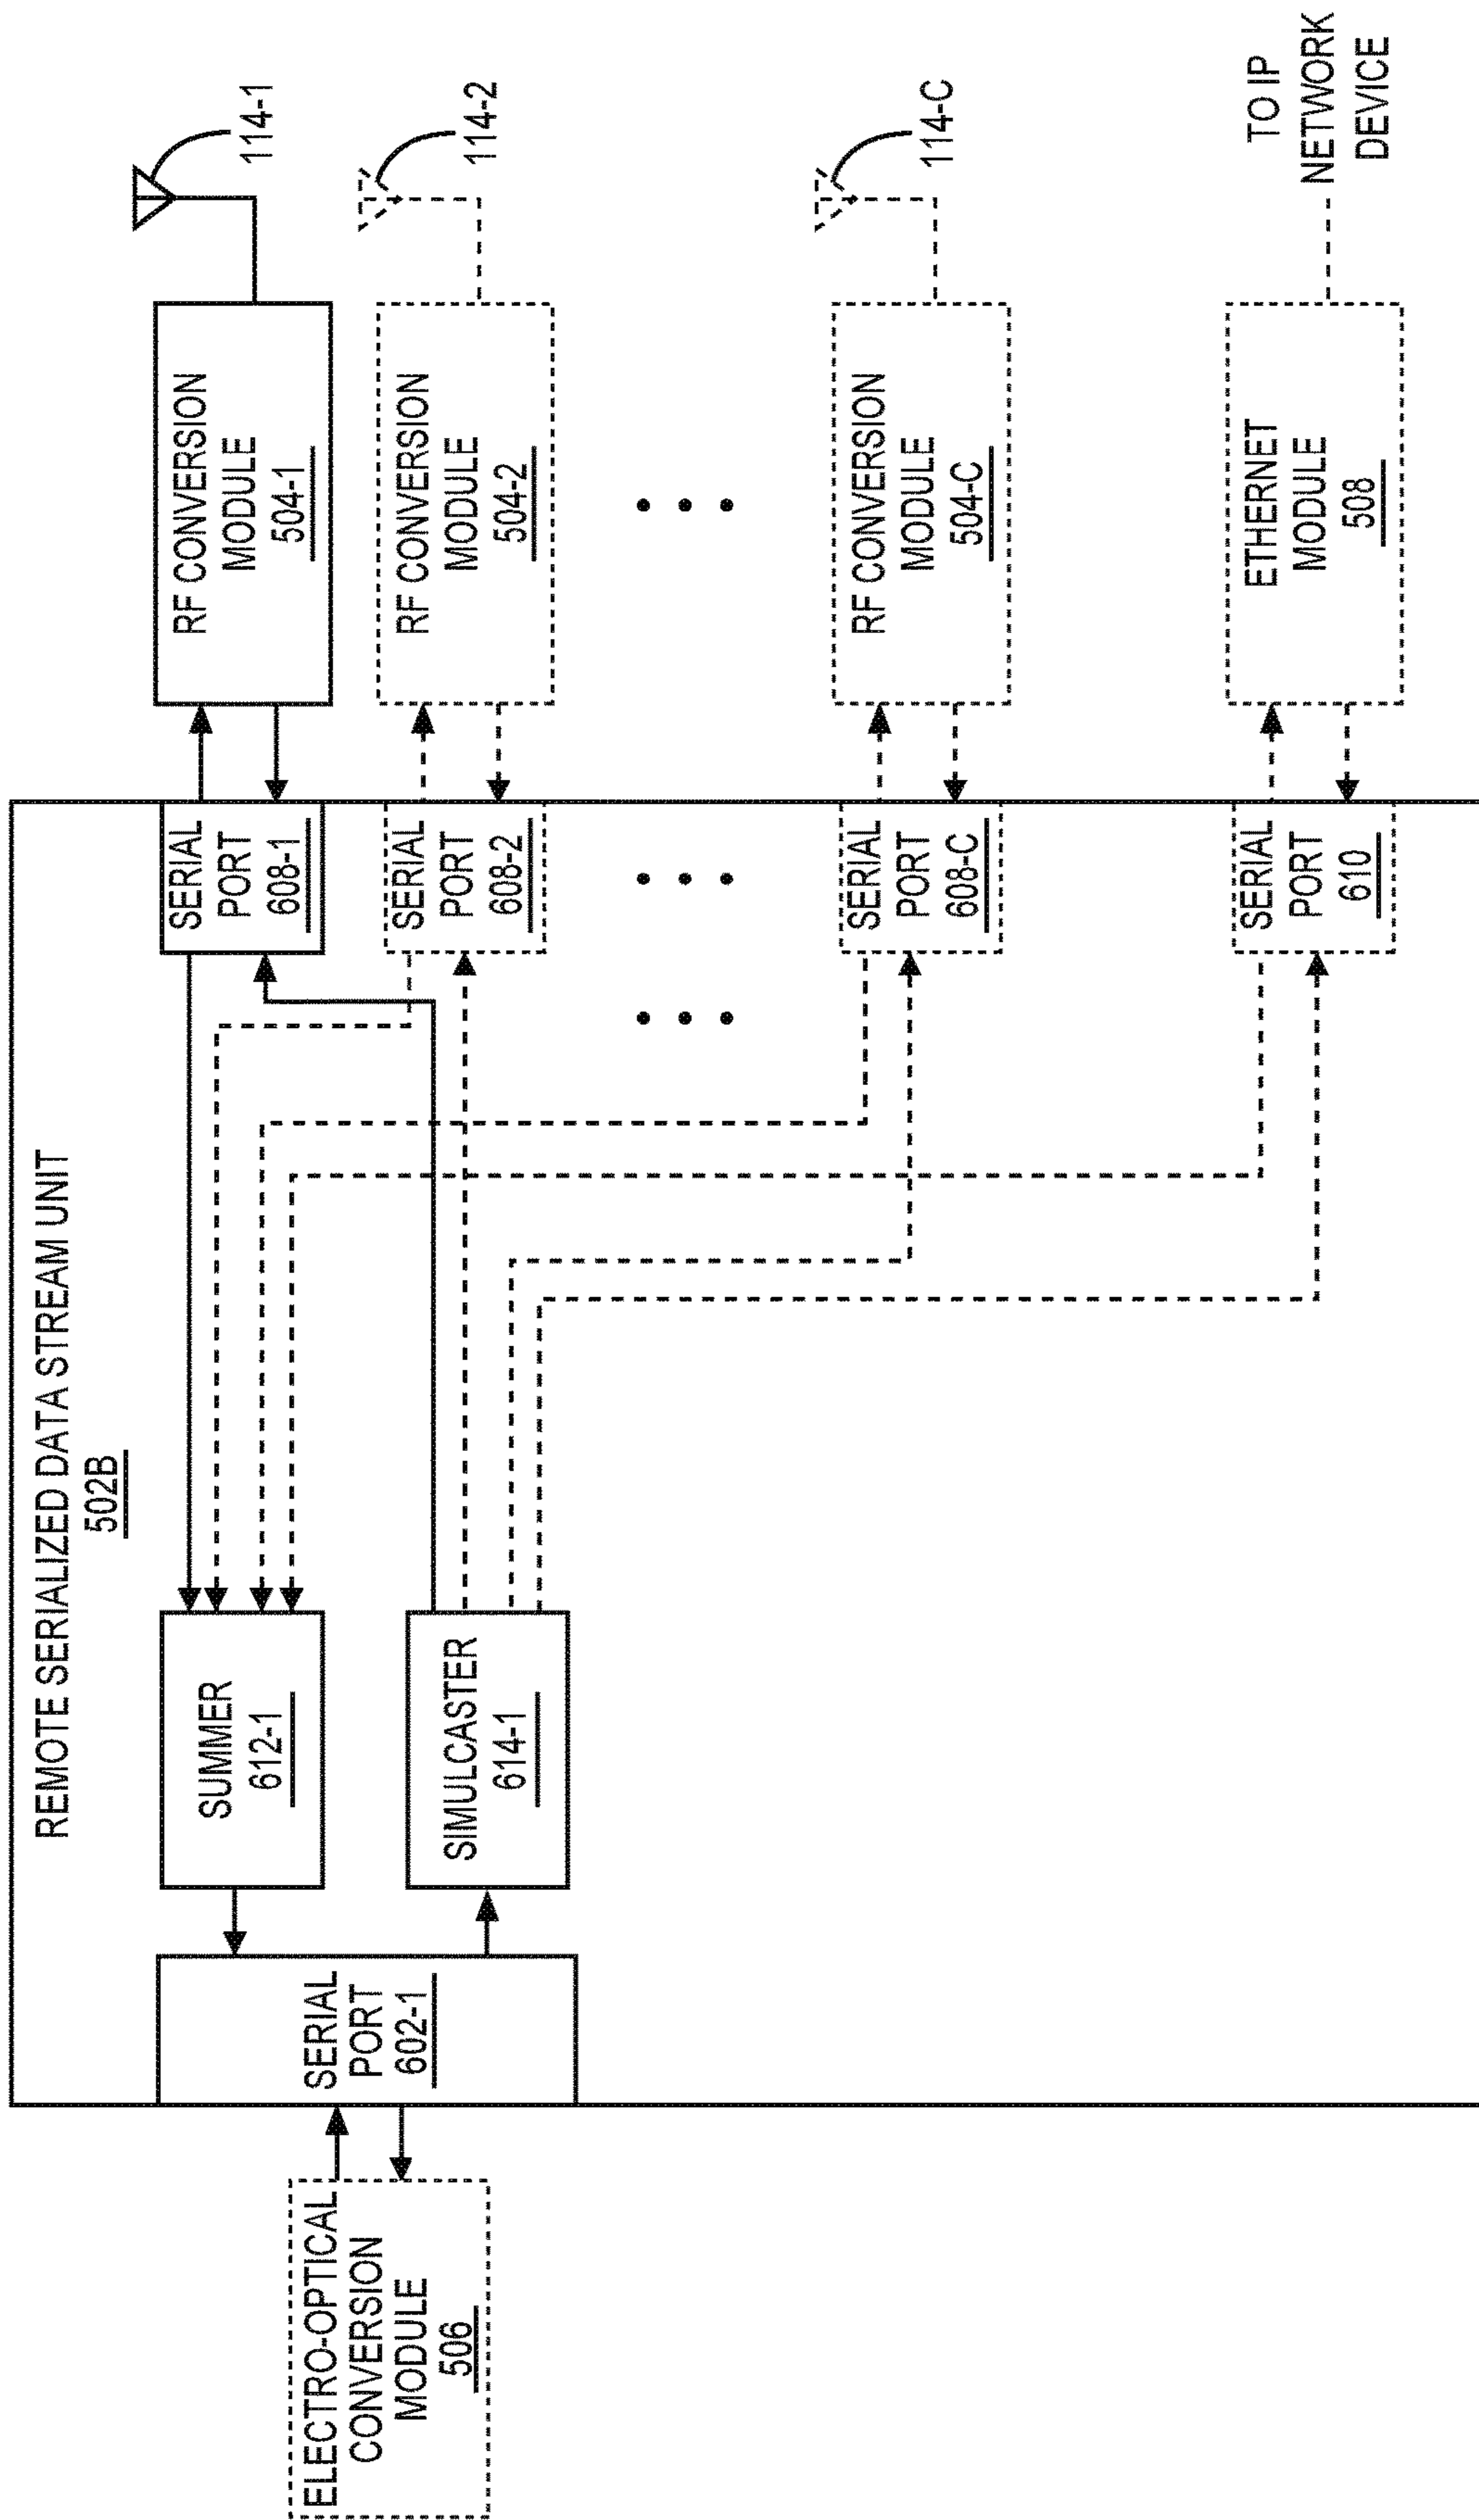 REMOTE SERIALIZED DATA STREAM UNIT
502B
ELECTRO-OPTICAL
CONVERSION
MODULE
506
SERIAL
PORT
602-1
SUMMER
612-1
SIMULCASTER
614-1
SERIAL
PORT
608-1
RF CONVERSION
MODULE
504-1
114-1
SERIAL
PORT
608-2
RF CONVERSION
MODULE
504-2
114-2
SERIAL
PORT
608-C
RF CONVERSION
MODULE
504-C
114-C
SERIAL
PORT
610
ETHERNET
MODULE
508
TO IP
NETWORK
DEVICE